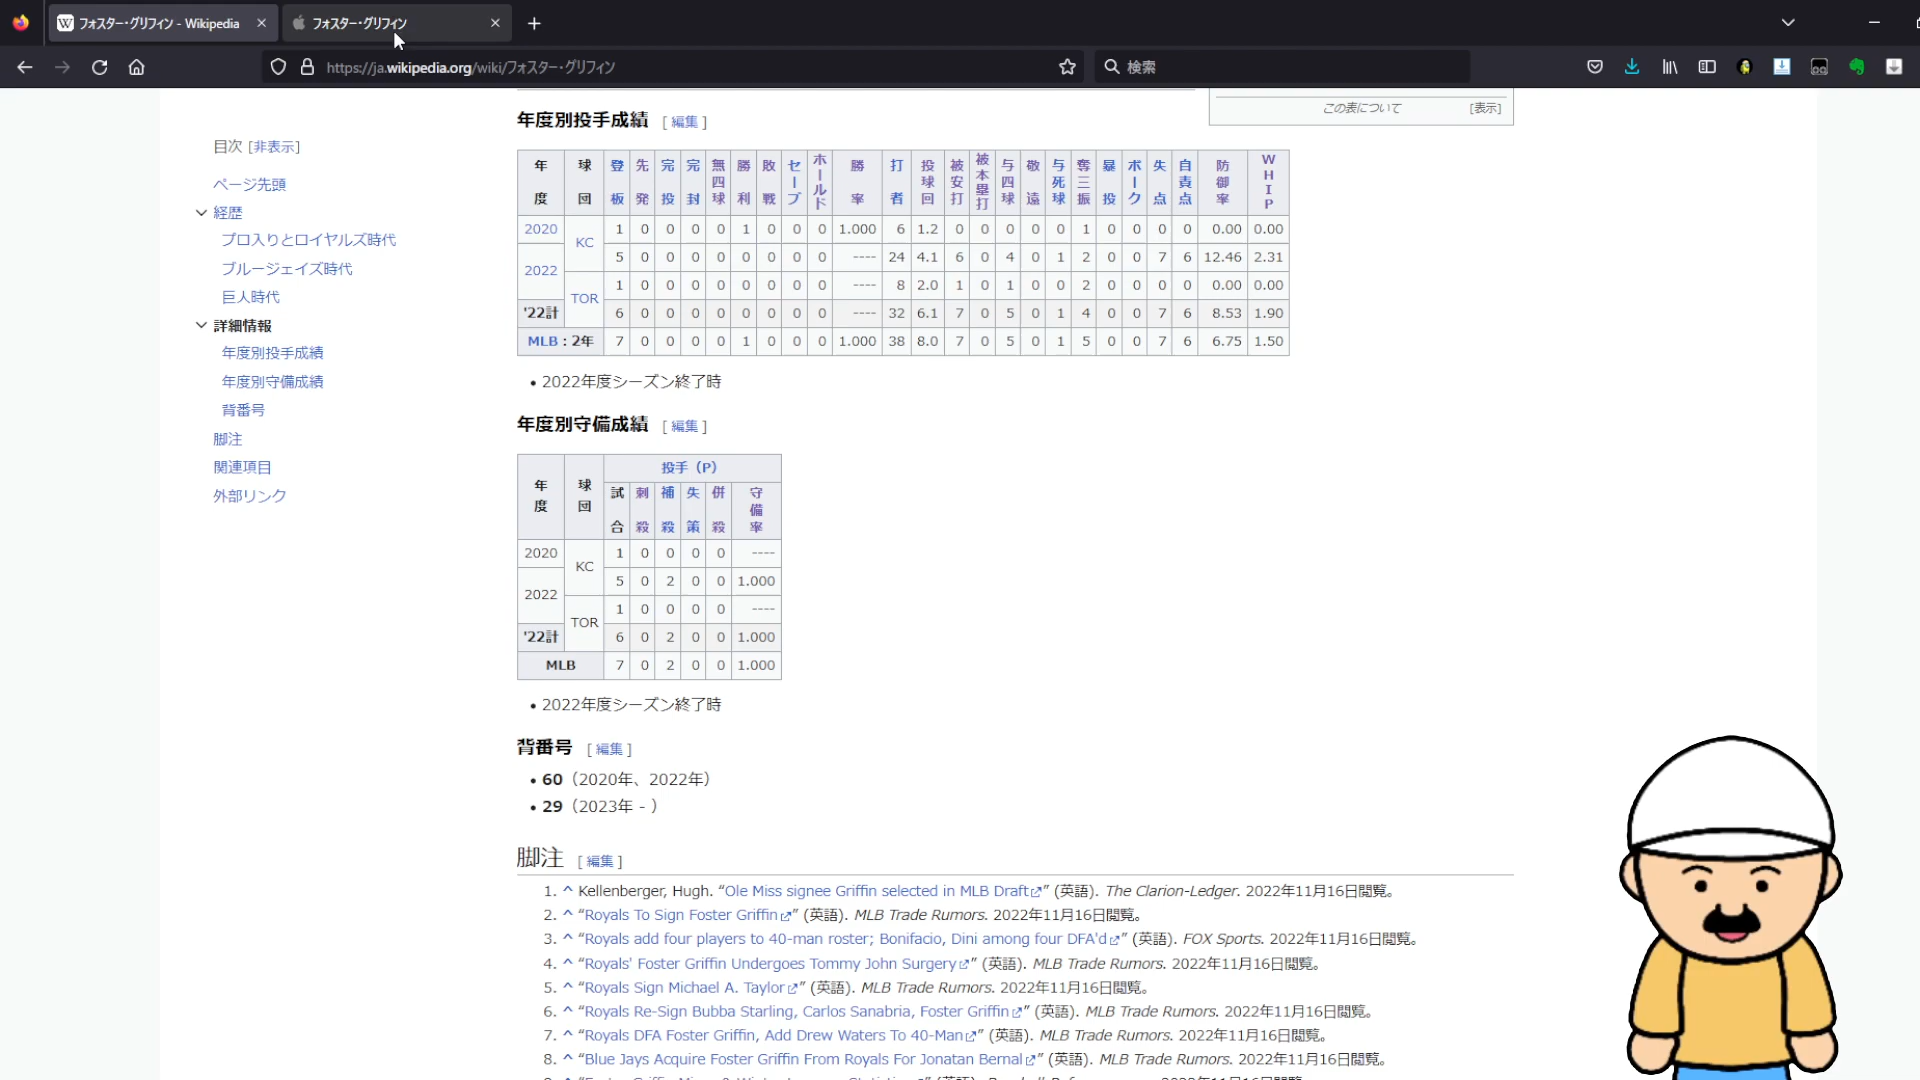 フォスター・グリフィン - Wikipedia
フォスター・グリフィン
https://ja.wikipedia.org/wiki/フォスター・グリフィン
検索
この表について [表示]
目次 [非表示]
ページ先頭
経歴
プロ入りとロイヤルズ時代
ブルージェイズ時代
巨人時代
詳細情報
年度別投手成績
年度別守備成績
背番号
脚注
関連項目
外部リンク
年度別投手成績 [ 編集 ]
年度 球団 登板 先発 完投 完封 無四球 勝利 敗戦 セーブ ホールド 勝率 打者 投球回 被安打 被本塁打 与四球 敬遠 与死球 奪三振 暴投 ボーク 失点 自責点 防御率 WHIP
2020 KC 1 0 0 0 0 1 0 0 0 1.000 6 1.2 0 0 0 0 0 1 0 0 0 0 0.00 0.00
2022 5 0 0 0 0 0 0 0 0 ---- 24 4.1 6 0 4 0 1 2 0 0 7 6 12.46 2.31
TOR 1 0 0 0 0 0 0 0 0 ---- 8 2.0 1 0 1 0 0 2 0 0 0 0 0.00 0.00
'22計 6 0 0 0 0 0 0 0 0 ---- 32 6.1 7 0 5 0 1 4 0 0 7 6 8.53 1.90
MLB：2年 7 0 0 0 0 1 0 0 0 1.000 38 8.0 7 0 5 0 1 5 0 0 7 6 6.75 1.50
• 2022年度シーズン終了時
年度別守備成績 [ 編集 ]
年度 球団 投手（P）
試合 刺殺 補殺 失策 併殺 守備率
2020 KC 1 0 0 0 0 ----
2022 5 0 2 0 0 1.000
TOR 1 0 0 0 0 ----
'22計 6 0 2 0 0 1.000
MLB 7 0 2 0 0 1.000
• 2022年度シーズン終了時
背番号 [ 編集 ]
• 60（2020年、2022年）
• 29（2023年 - ）
脚注 [ 編集 ]
1. ^ Kellenberger, Hugh. “Ole Miss signee Griffin selected in MLB Draft” (英語). The Clarion-Ledger. 2022年11月16日閲覧。
2. ^ “Royals To Sign Foster Griffin” (英語). MLB Trade Rumors. 2022年11月16日閲覧。
3. ^ “Royals add four players to 40-man roster; Bonifacio, Dini among four DFA'd” (英語). FOX Sports. 2022年11月16日閲覧。
4. ^ “Royals' Foster Griffin Undergoes Tommy John Surgery” (英語). MLB Trade Rumors. 2022年11月16日閲覧。
5. ^ “Royals Sign Michael A. Taylor” (英語). MLB Trade Rumors. 2022年11月16日閲覧。
6. ^ “Royals Re-Sign Bubba Starling, Carlos Sanabria, Foster Griffin” (英語). MLB Trade Rumors. 2022年11月16日閲覧。
7. ^ “Royals DFA Foster Griffin, Add Drew Waters To 40-Man” (英語). MLB Trade Rumors. 2022年11月16日閲覧。
8. ^ “Blue Jays Acquire Foster Griffin From Royals For Jonatan Bernal” (英語). MLB Trade Rumors. 2022年11月16日閲覧。